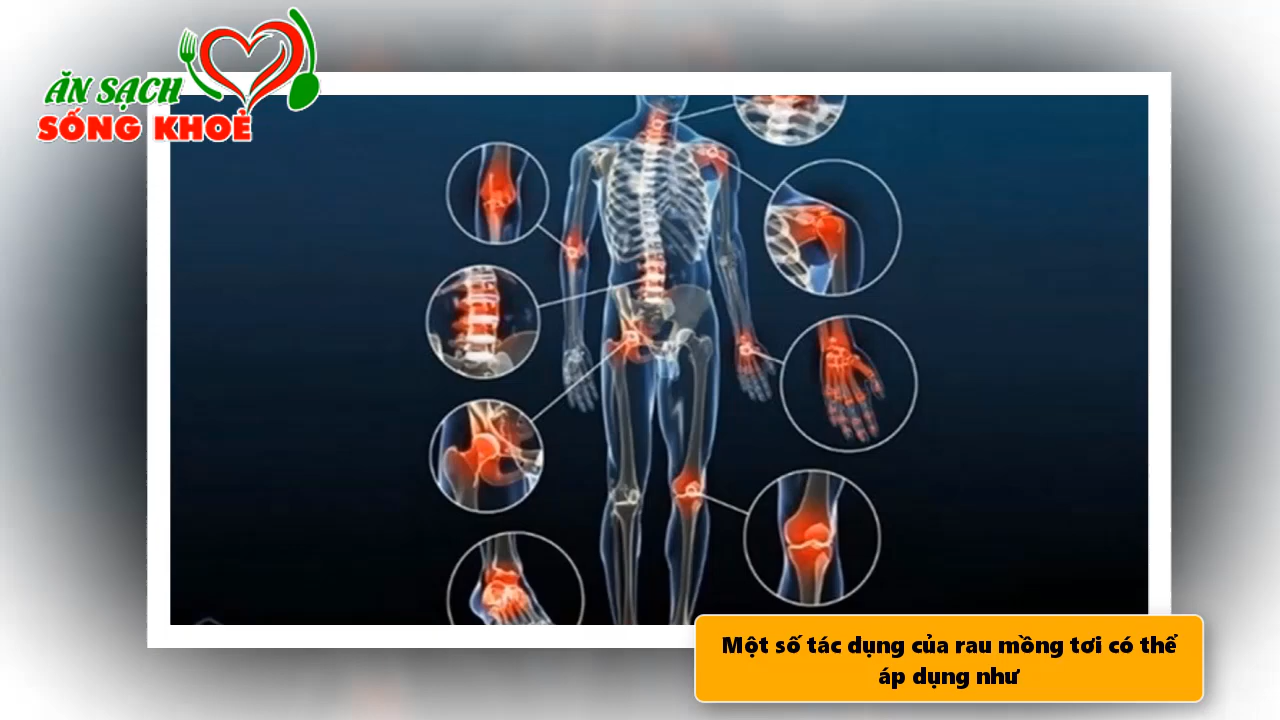 ĂN SẠCH
SỐNG KHOẺ
Một số tác dụng của rau mồng tơi có thể
áp dụng như